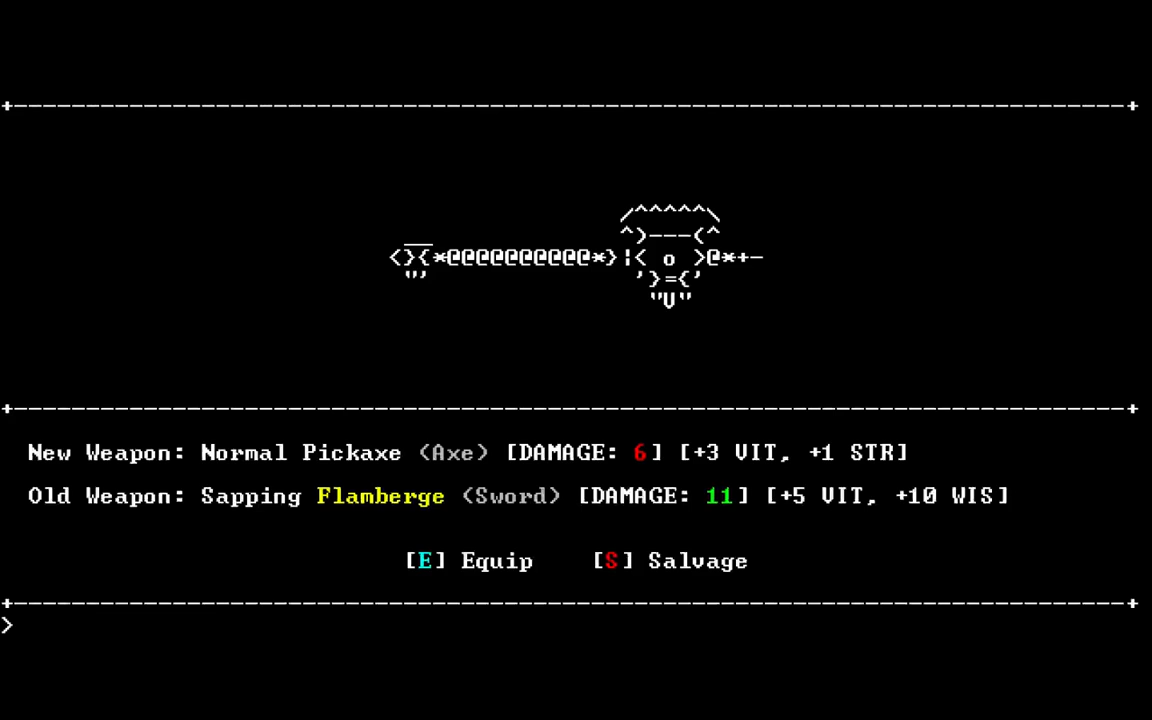 New Weapon: Normal Pickaxe (Axe) [DAMAGE: 6] [+3 VIT, +1 STR]
Old Weapon: Sapping Flamberge (Sword) [DAMAGE: 11] [+5 VIT, +10 WIS]
[E] Equip [S] Salvage
>